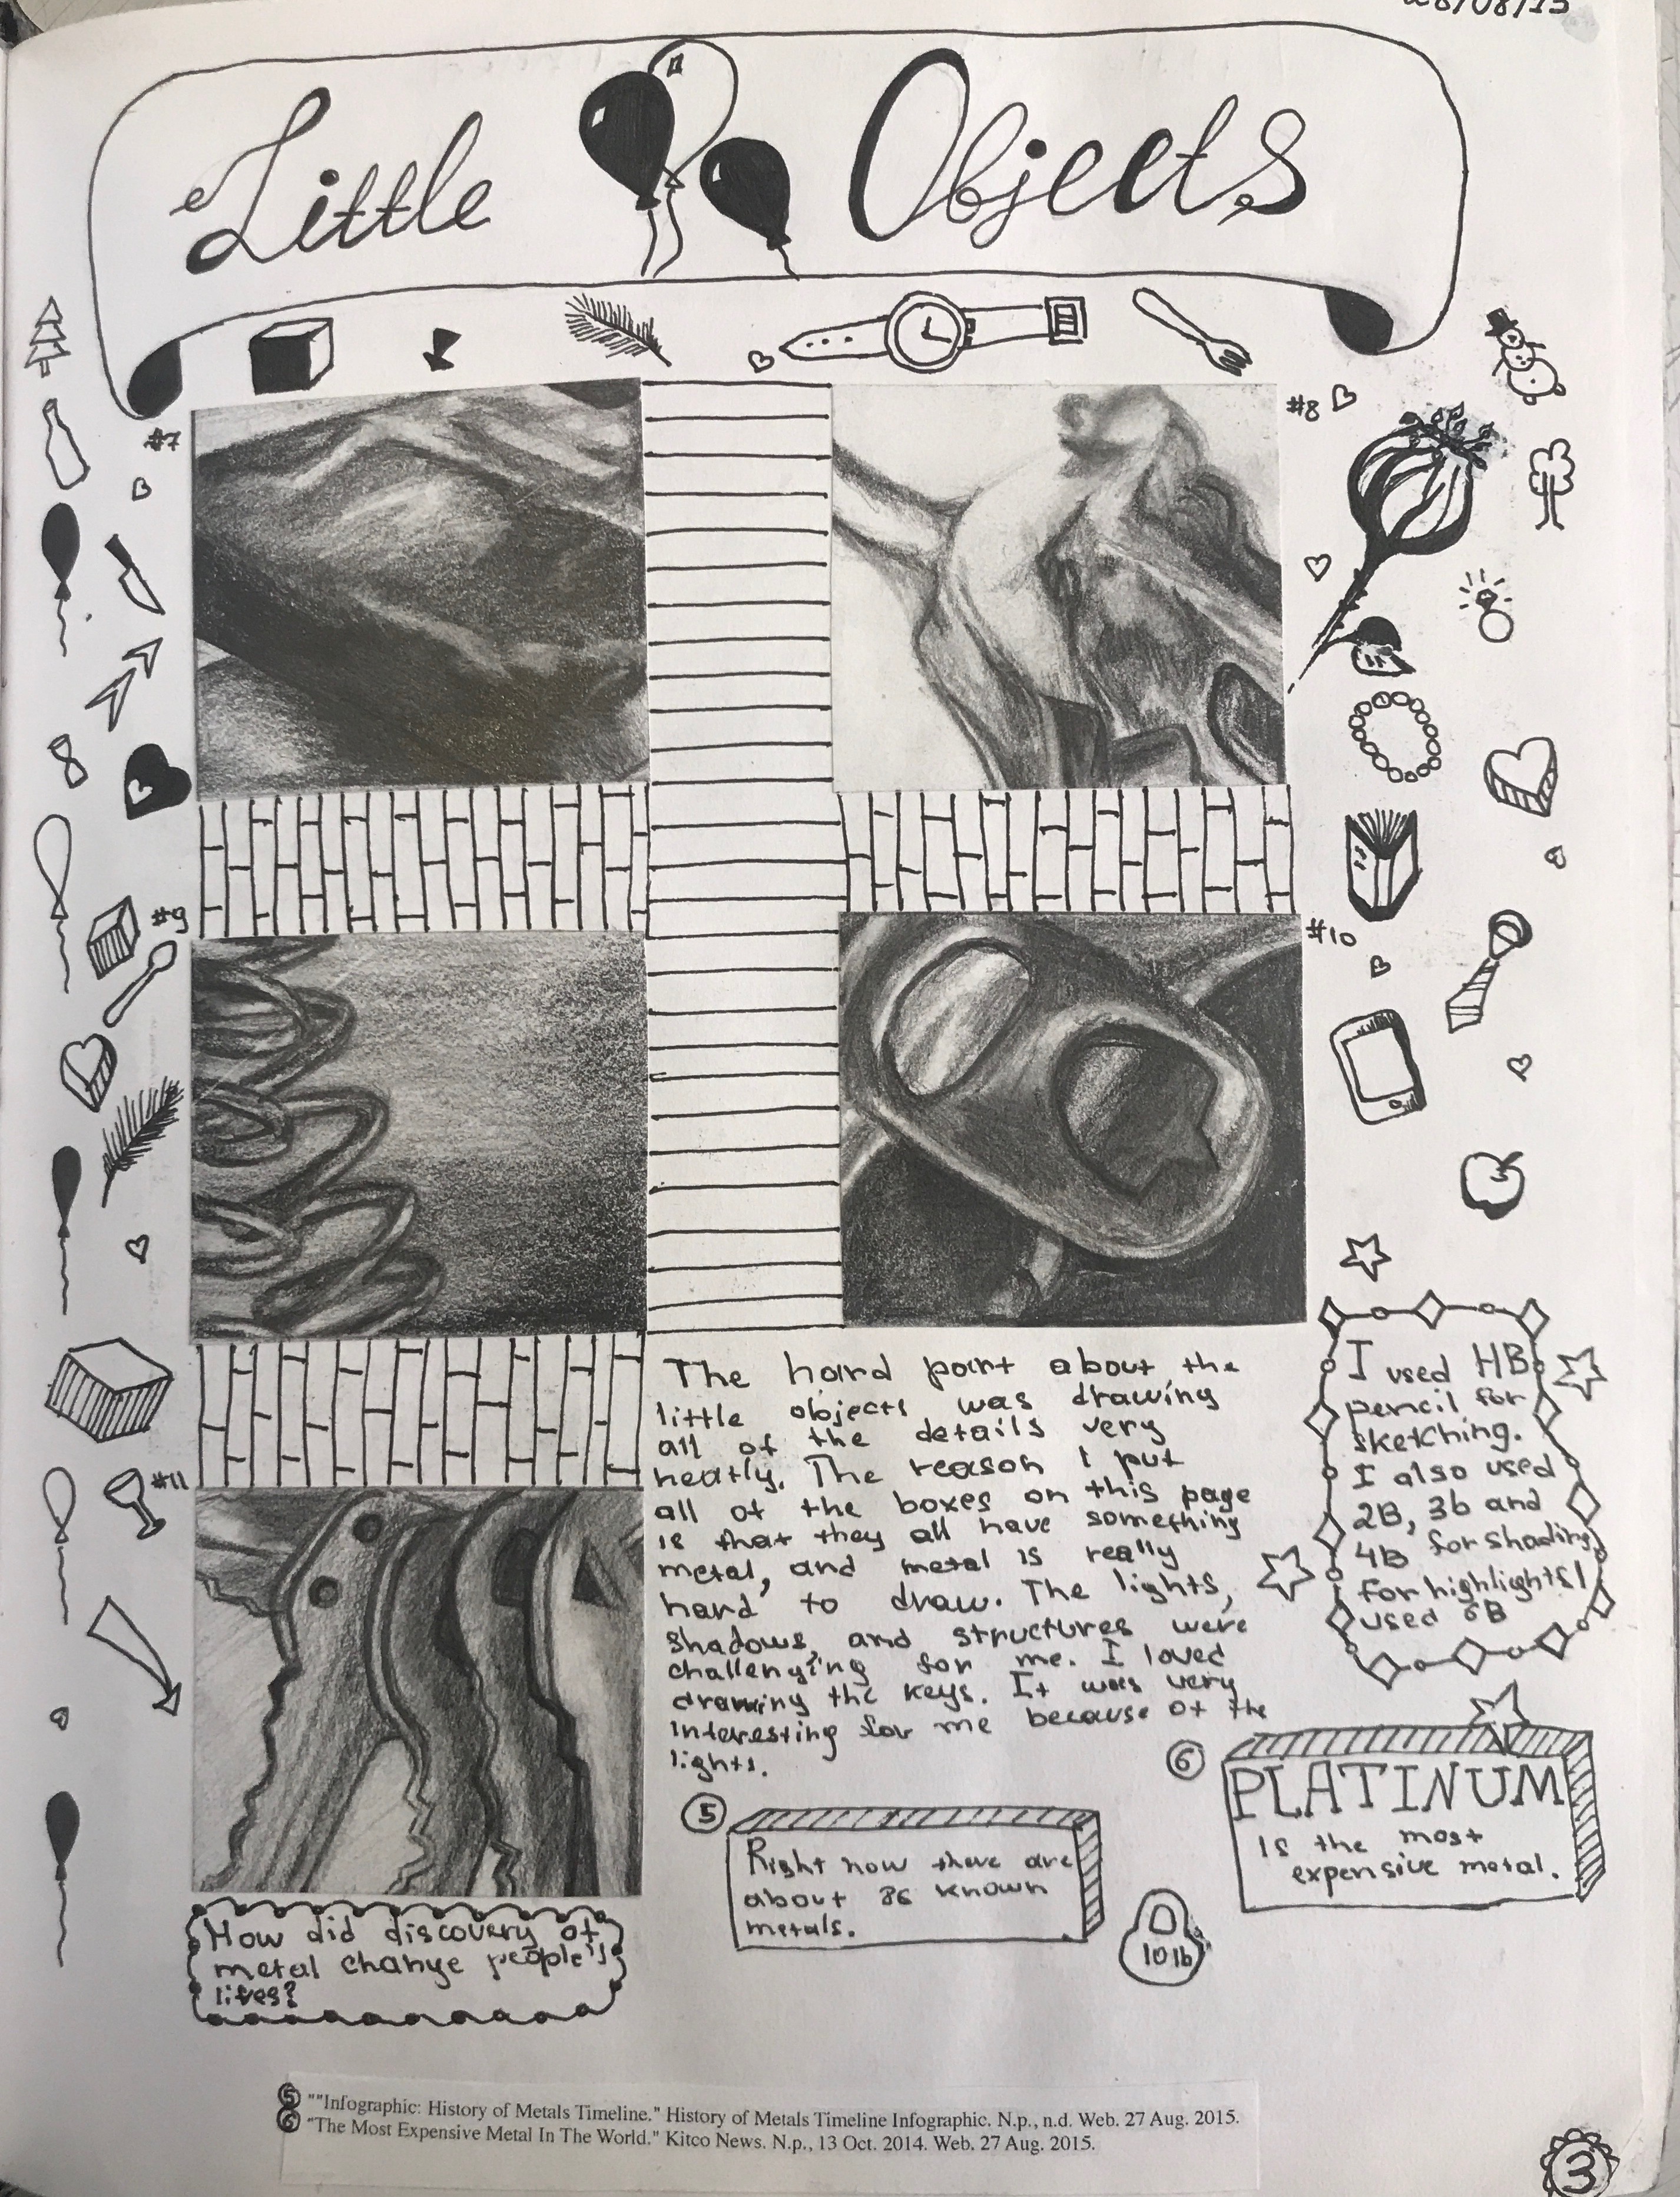 28/08/15
Little Objects
#7
#8
#9
#10
#11
The hard part about the
little objects was drawing
all of the details very
neatly. The reason I put
all of the boxes on this page
is that they all have something
metal, and metal is really
hard to draw. The lights,
shadows, and structures were
challenging for me. I loved
drawing the keys. It was very
interesting for me because of the
lights.
I used HB
pencil for
sketching.
I also used
2B, 3b and
4B for shading
for highlights I
used 6B
5
Right now there are
about 86 known
metals.
6
PLATINUM
is the most
expensive metal.
10 lb
How did discovery of
metal change people's
lifes?
5 ""Infographic: History of Metals Timeline." History of Metals Timeline Infographic. N.p., n.d. Web. 27 Aug. 2015.
6 "The Most Expensive Metal In The World." Kitco News. N.p., 13 Oct. 2014. Web. 27 Aug. 2015.
3